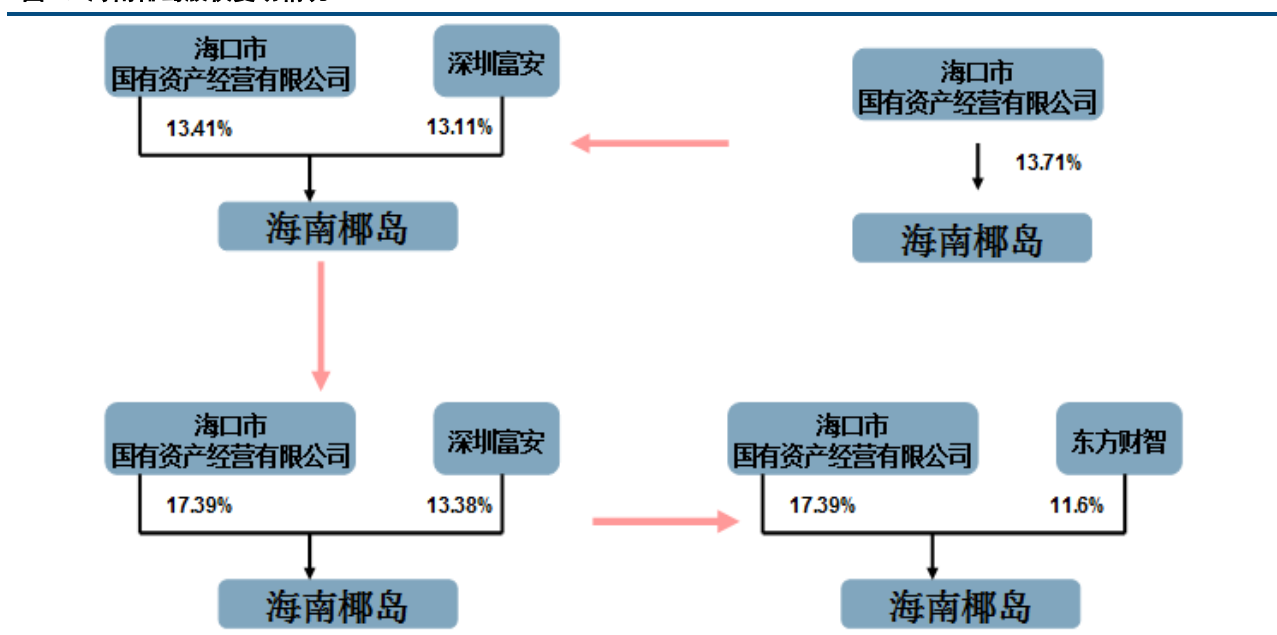 海口市
国有资产经营有限公司
深圳富安
13.41%
13.11%
海南椰岛
海口市
国有资产经营有限公司
13.71%
海南椰岛
海口市
国有资产经营有限公司
深圳富安
17.39%
13.38%
海南椰岛
海口市
国有资产经营有限公司
东方财智
17.39%
11.6%
海南椰岛